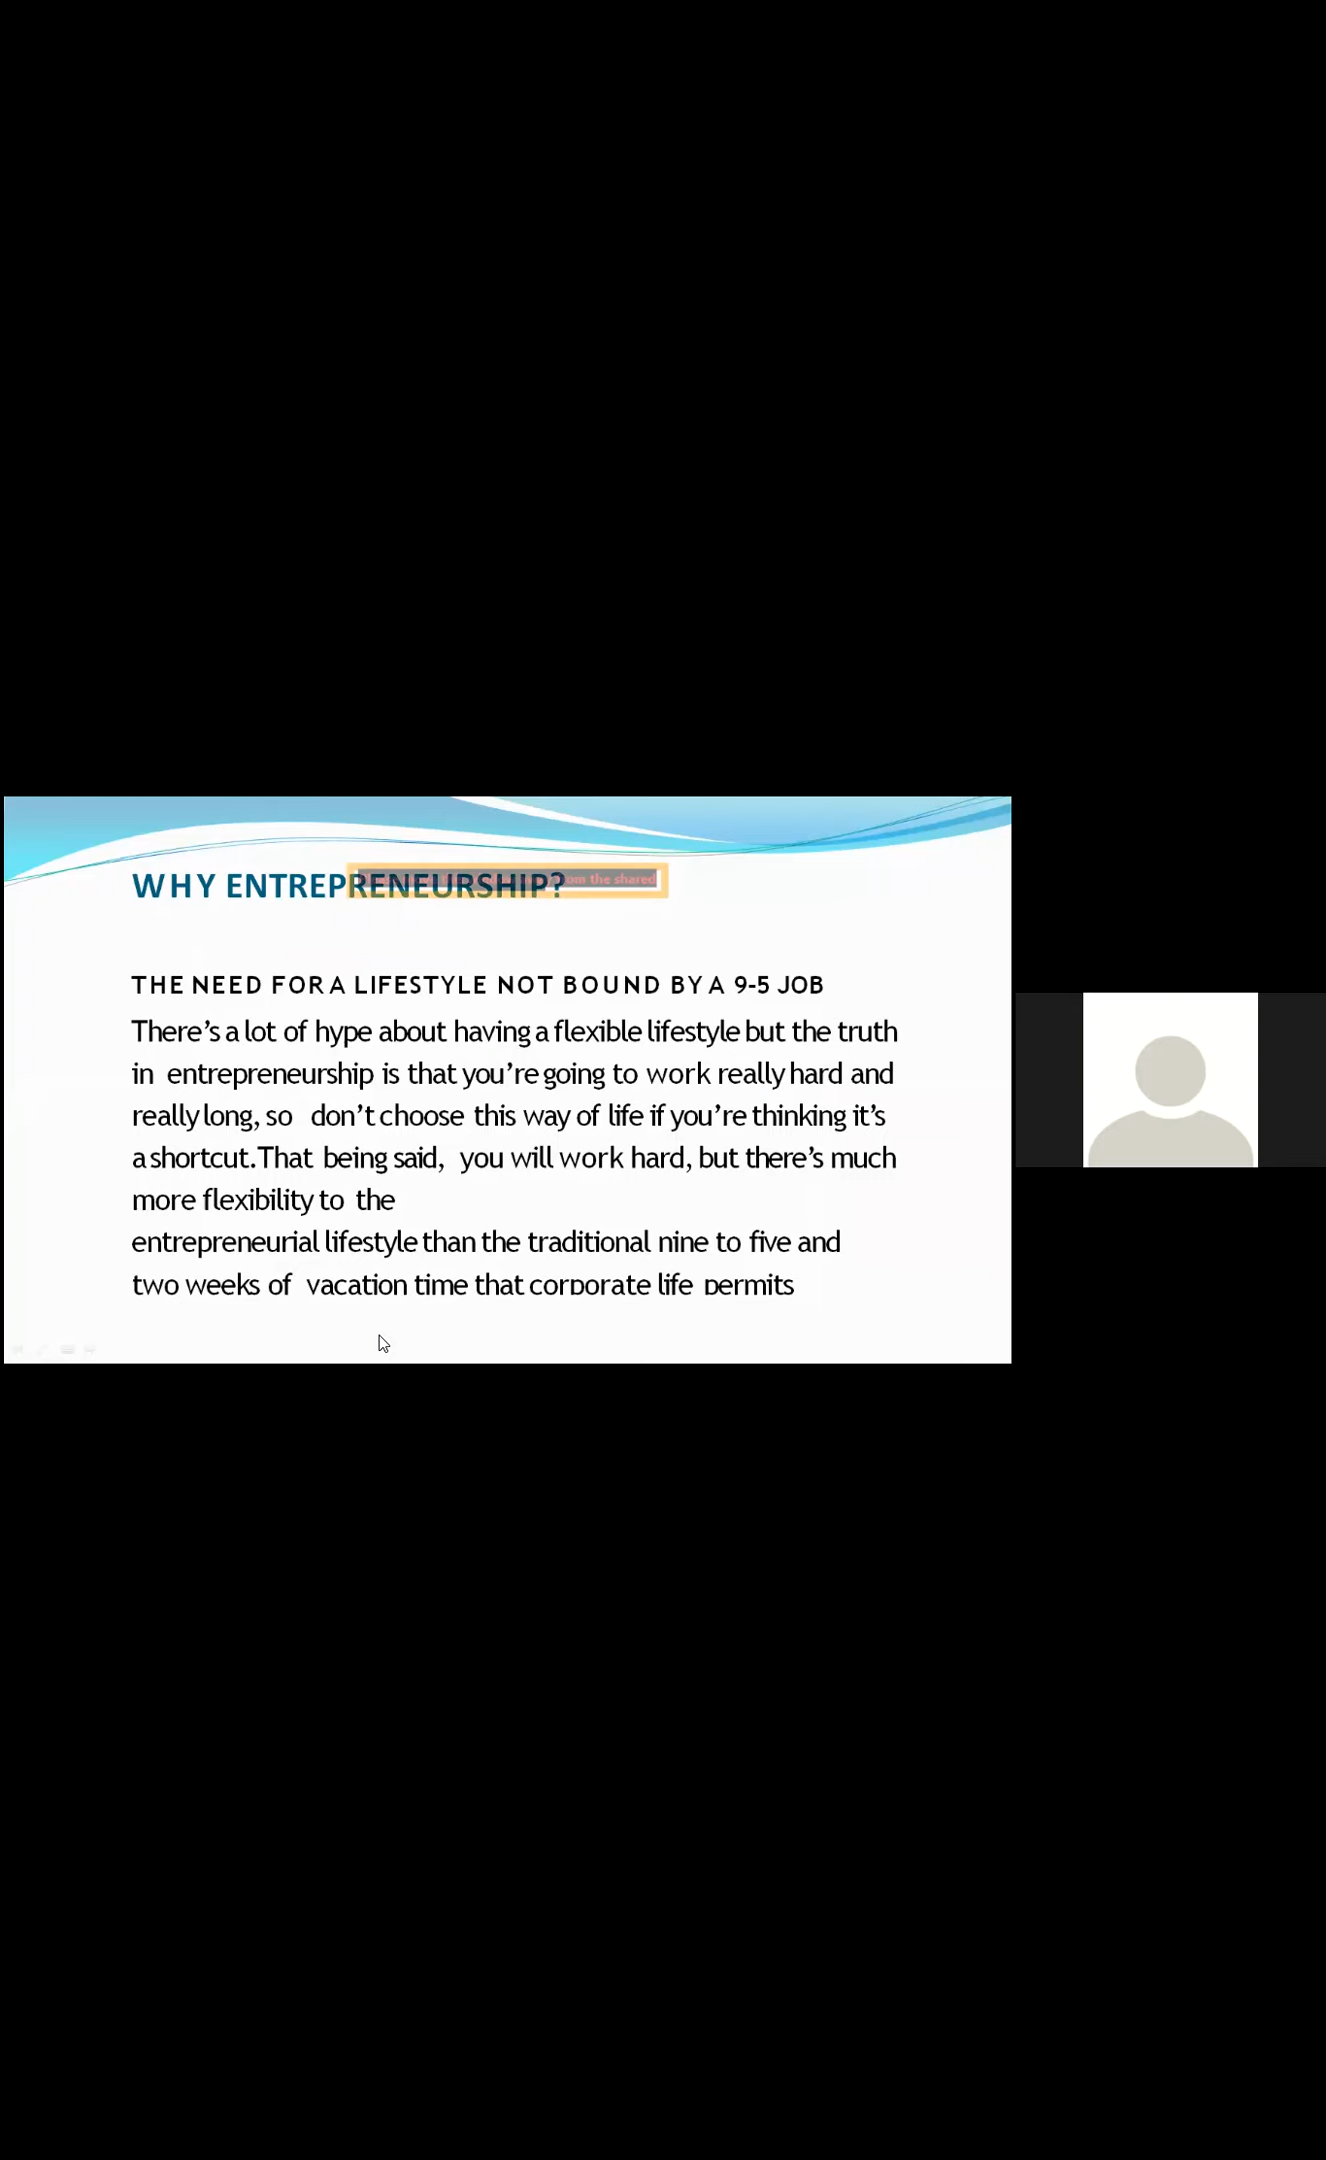 WHY ENTREPRENEURSHIP?
from the shared
THE NEED FOR A LIFESTYLE NOT BOUND BY A 9-5 JOB
There’s a lot of hype about having a flexible lifestyle but the truth
in entrepreneurship is that you’re going to work really hard and
really long, so don’t choose this way of life if you’re thinking it’s
a shortcut. That being said, you will work hard, but there’s much
more flexibility to the
entrepreneurial lifestyle than the traditional nine to five and
two weeks of vacation time that corporate life permits